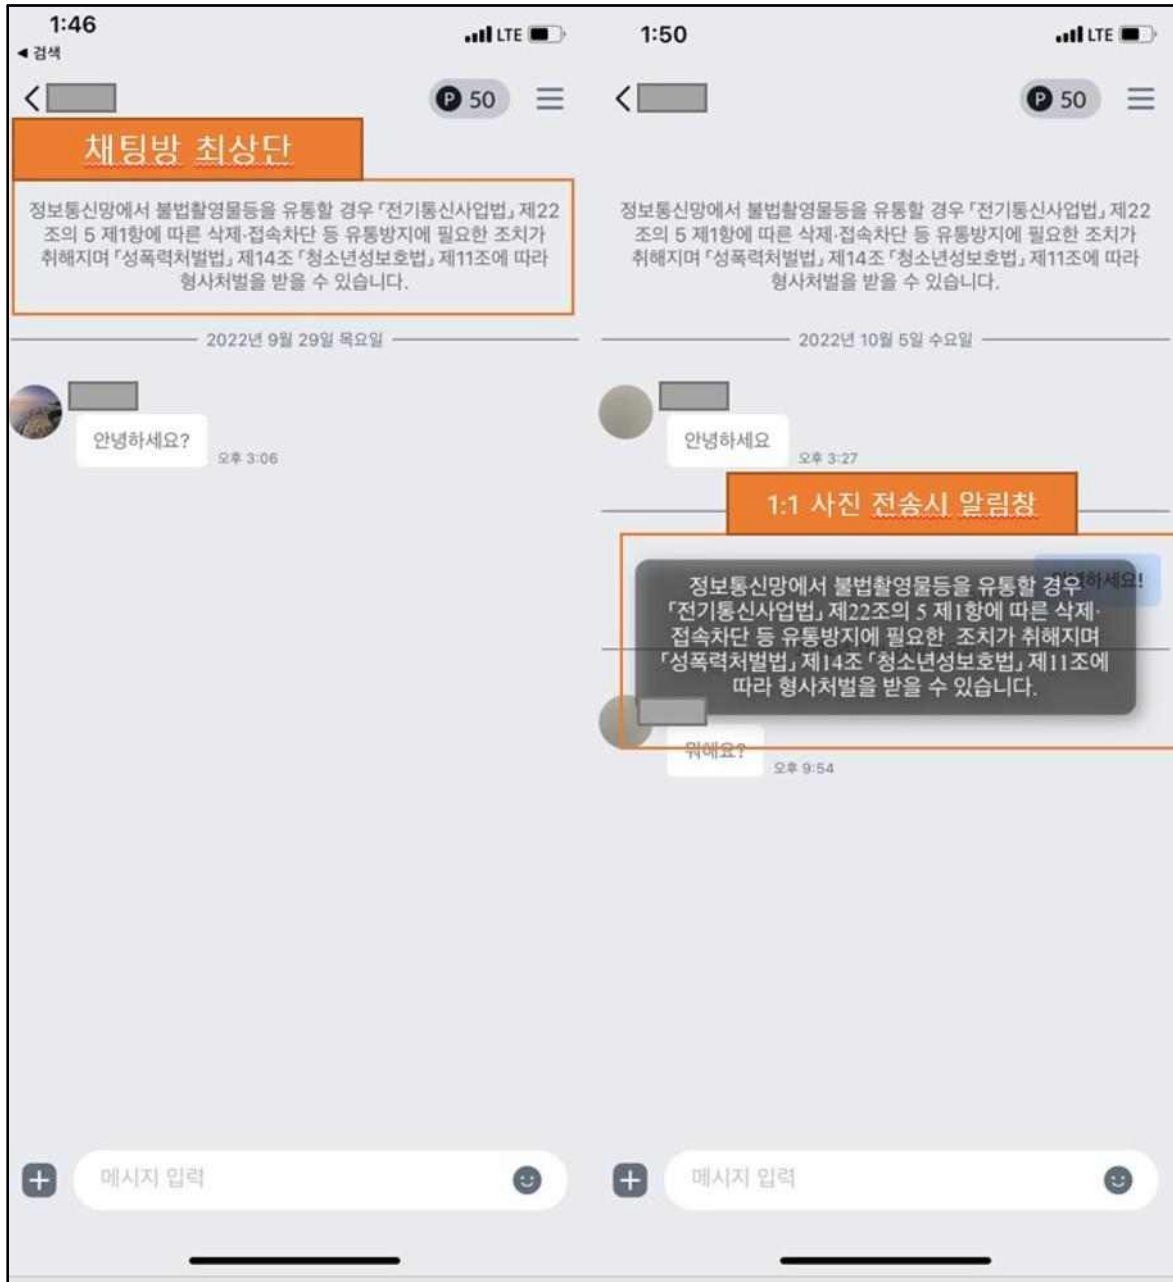 1:46
LTE
◀ 검색
P 50
채팅방 최상단
정보통신망에서 불법촬영물등을 유통할 경우 「전기통신사업법」 제22
조의 5 제1항에 따른 삭제·접속차단 등 유통방지에 필요한 조치가
취해지며 「성폭력처벌법」 제14조 「청소년성보호법」 제11조에 따라
형사처벌을 받을 수 있습니다.
2022년 9월 29일 목요일
안녕하세요?
오후 3:06
메시지 입력
1:50
LTE
P 50
정보통신망에서 불법촬영물등을 유통할 경우 「전기통신사업법」 제22
조의 5 제1항에 따른 삭제·접속차단 등 유통방지에 필요한 조치가
취해지며 「성폭력처벌법」 제14조 「청소년성보호법」 제11조에 따라
형사처벌을 받을 수 있습니다.
2022년 10월 5일 수요일
안녕하세요
오후 3:27
1:1 사진 전송시 알림창
하세요!
정보통신망에서 불법촬영물등을 유통할 경우
「전기통신사업법」 제22조의 5 제1항에 따른 삭제·
접속차단 등 유통방지에 필요한 조치가 취해지며
「성폭력처벌법」 제14조 「청소년성보호법」 제11조에
따라 형사처벌을 받을 수 있습니다.
뭐해요?
오후 9:54
메시지 입력